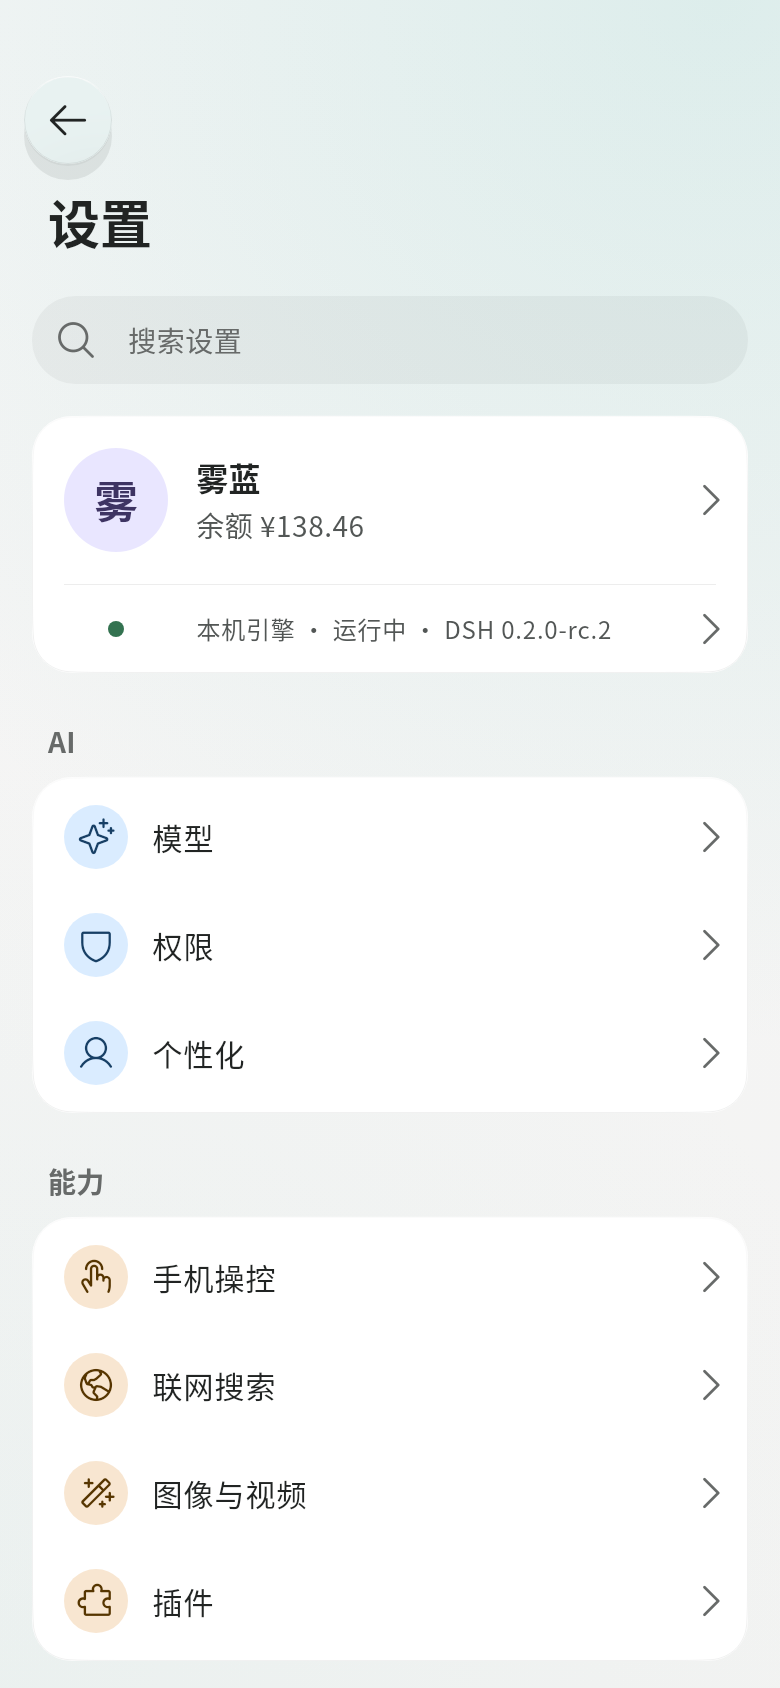 设置
搜索设置
雾
雾蓝
余额 ¥138.46
本机引擎 · 运行中 · DSH 0.2.0-rc.2
AI
模型
权限
个性化
能力
手机操控
联网搜索
图像与视频
插件